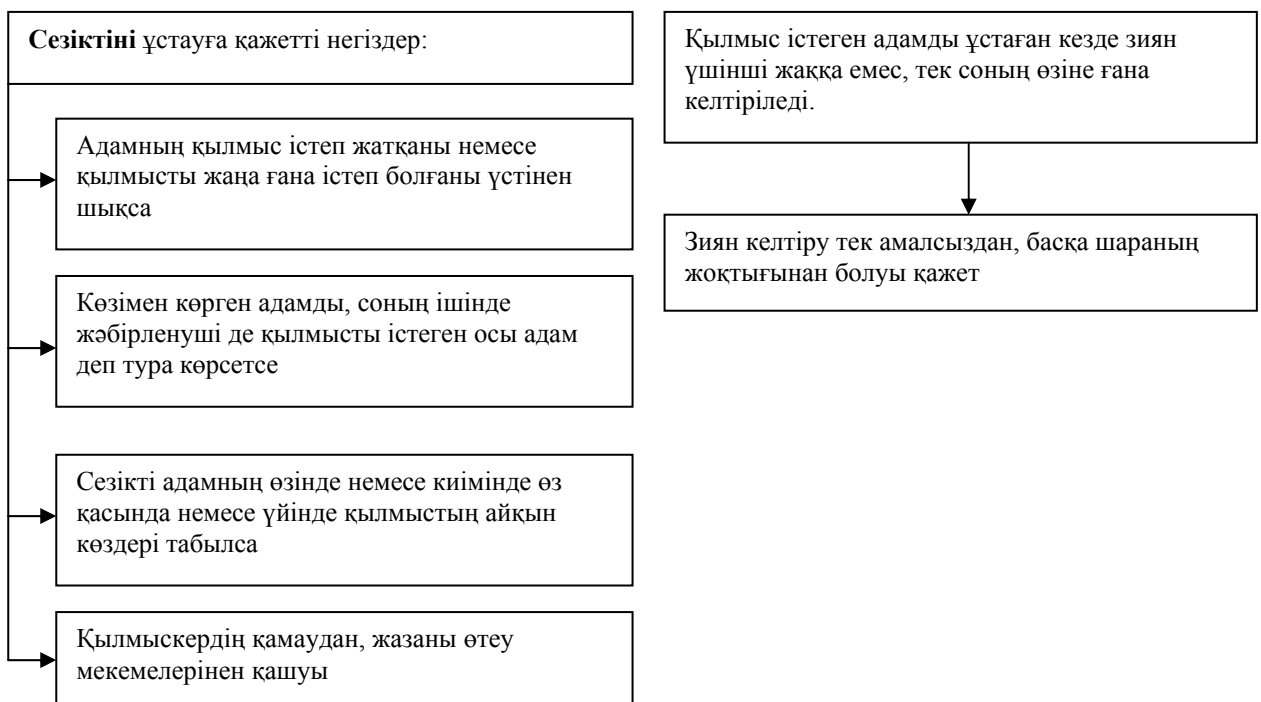 Сезіктіні ұстауға қажетті негіздер:
Адамның қылмыс істеп жатқаны немесе
қылмысты жаңа ғана істеп болғаны үстінен
шықса
Көзімен көрген адамды, соның ішінде
жәбірленуші де қылмысты істеген осы адам
деп тура көрсетсе
Сезікті адамның өзінде немесе киімінде өз
қасында немесе үйінде қылмыстың айқын
көздері табылса
Қылмыскердің қамаудан, жазаны өтеу
мекемелерінен қашуы
Қылмыс істеген адамды ұстаған кезде зиян
үшінші жаққа емес, тек соның өзіне ғана
келтіріледі.
Зиян келтіру тек амалсыздан, басқа шараның
жоқтығынан болуы қажет